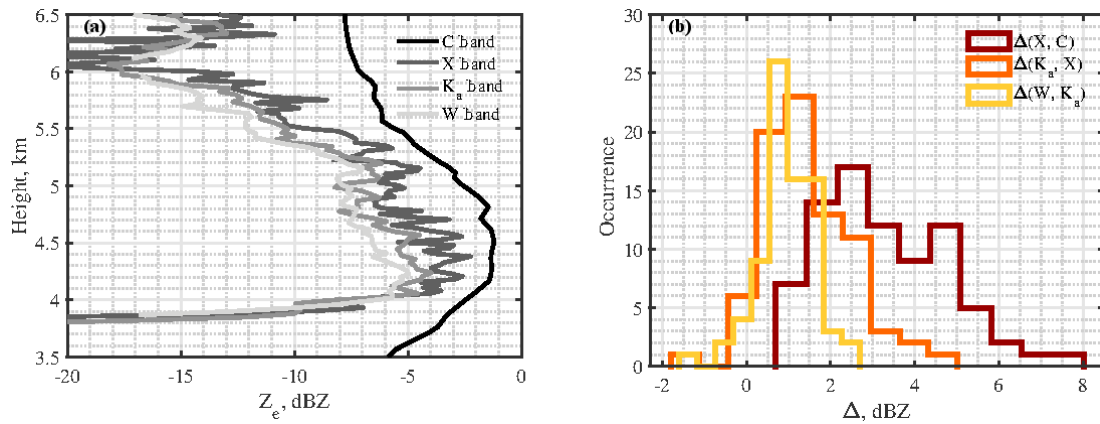 (a)
C band
X band
Ka band
W band
6.5
6
5.5
5
4.5
4
3.5
Height, km
-20
-15
-10
-5
0
Ze, dBZ
(b)
Δ(X, C)
Δ(Ka, X)
Δ(W, Ka)
30
25
20
15
10
5
0
Occurrence
-2
0
2
4
6
8
Δ, dBZ